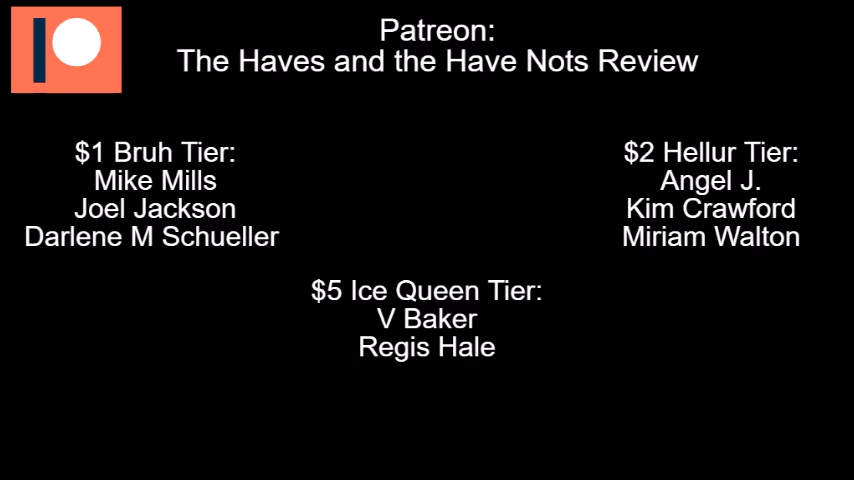 Patreon:
The Haves and the Have Nots Review
$1 Bruh Tier:
Mike Mills
Joel Jackson
Darlene M Schueller
$2 Hellur Tier:
Angel J.
Kim Crawford
Miriam Walton
$5 Ice Queen Tier:
V Baker
Regis Hale